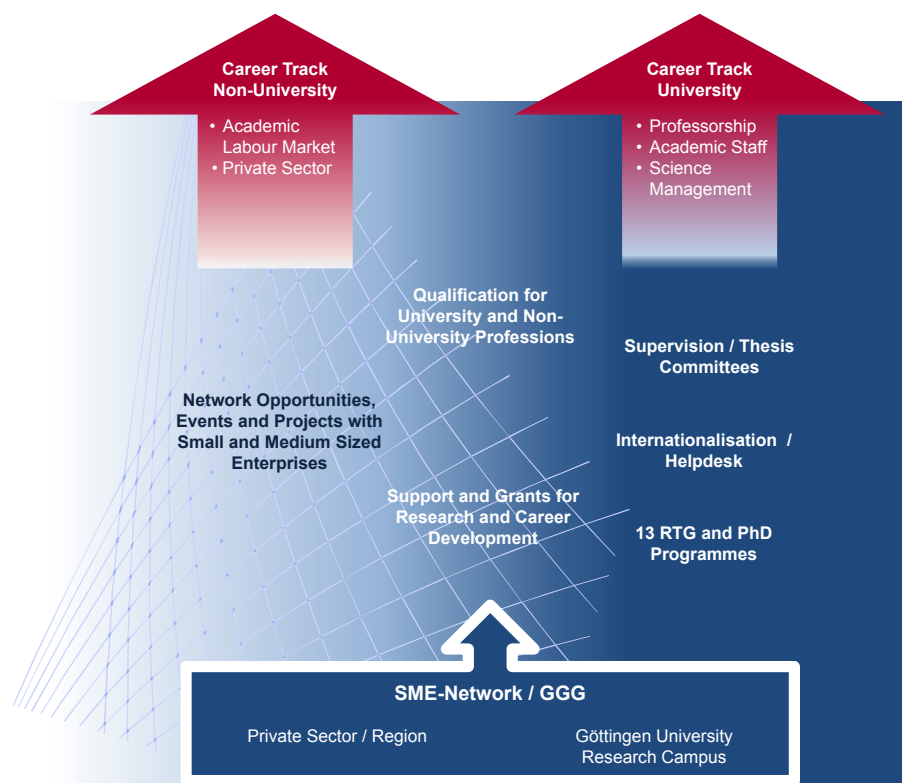 Career Track
Non-University
• Academic
Labour Market
• Private Sector
Career Track
University
• Professorship
• Academic Staff
• Science
Management
Qualification for
University and Non-
University Professions
Supervision / Thesis
Committees
Network Opportunities,
Events and Projects with
Small and Medium Sized
Enterprises
Internationalisation /
Helpdesk
Support and Grants for
Research and Career
Development
13 RTG and PhD
Programmes
SME-Network / GGG
Private Sector / Region
Göttingen University
Research Campus